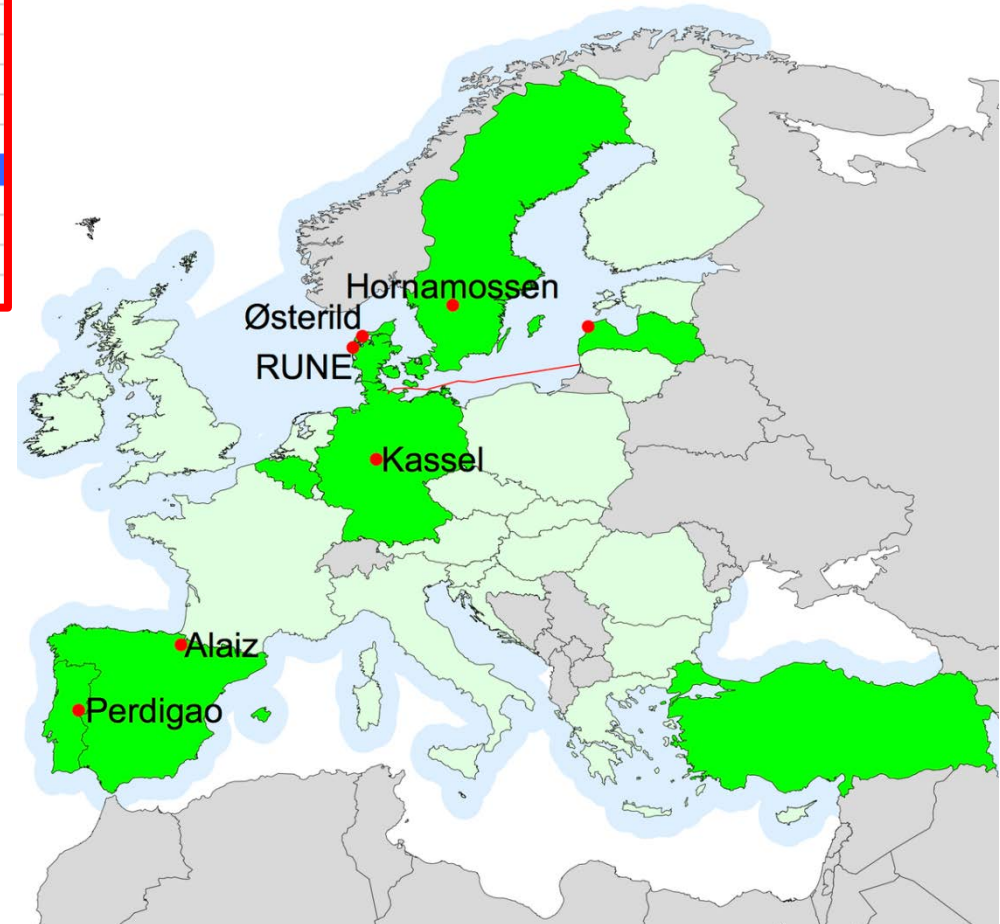 Hornamossen
Østerild
RUNE
Kassel
Alaiz
Perdigao